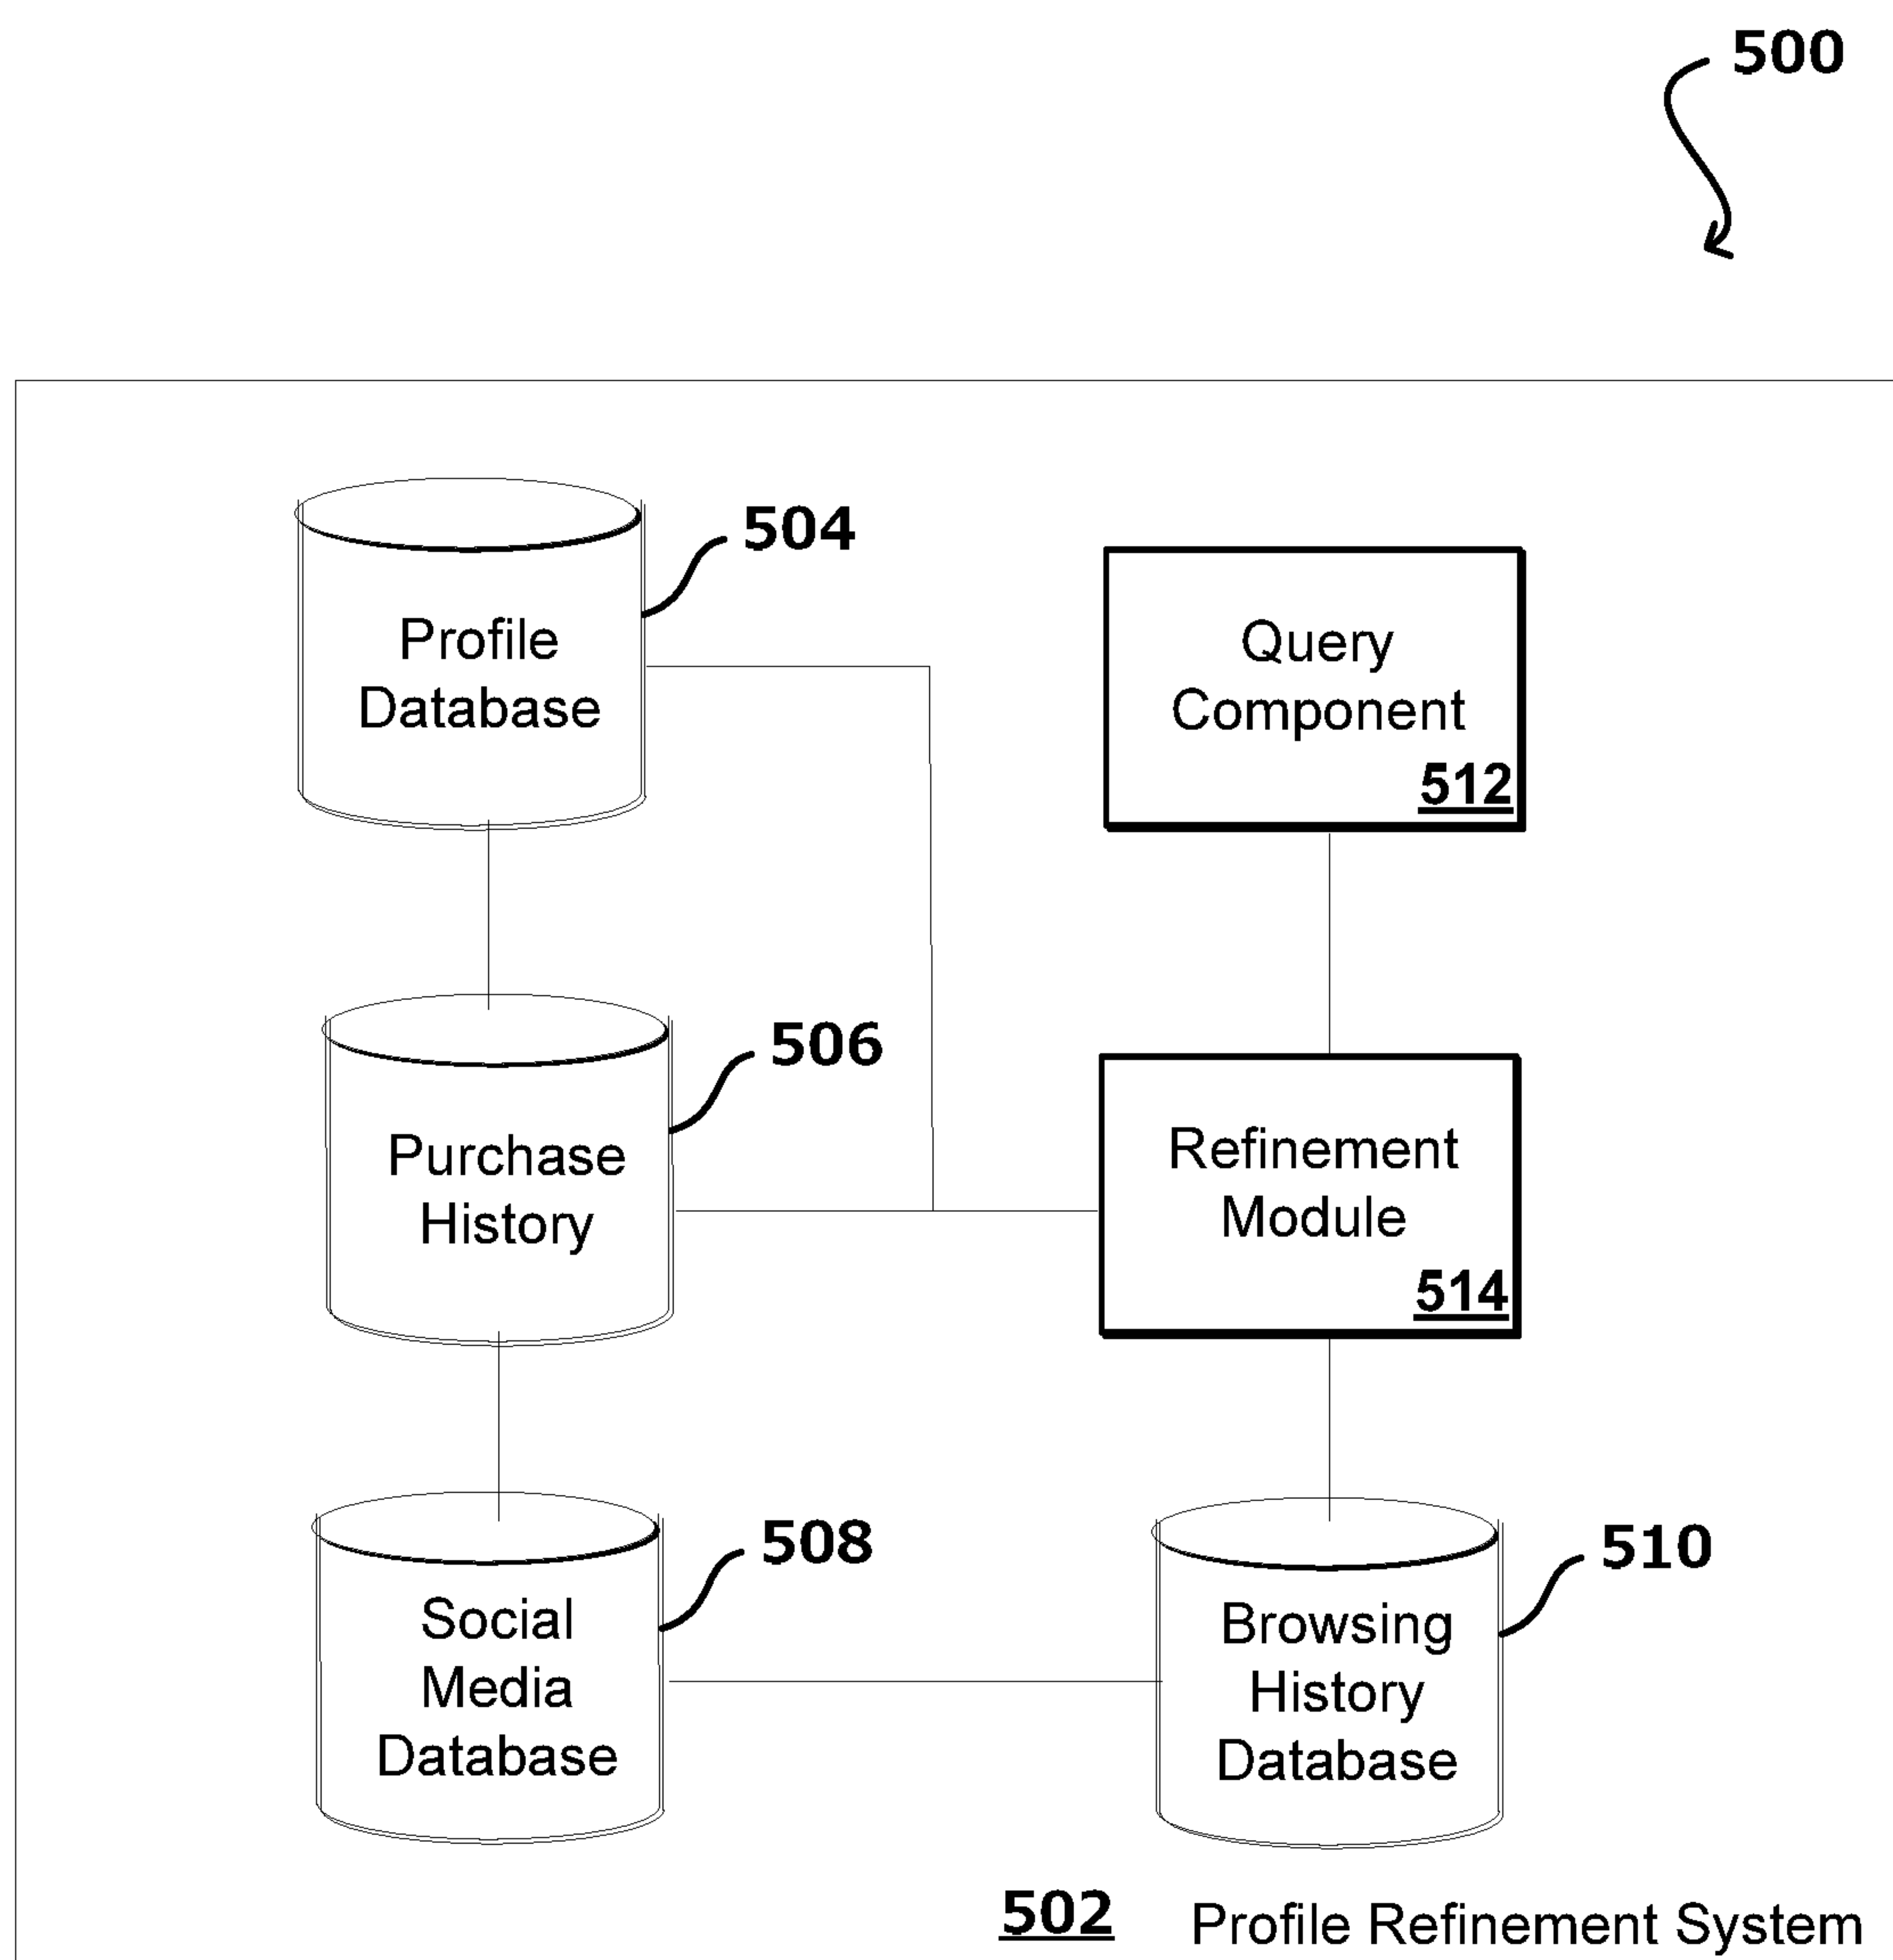 500
504
Profile
Database
Query
Component
512
506
Purchase
History
Refinement
Module
514
508
Social
Media
Database
510
Browsing
History
Database
502 Profile Refinement System